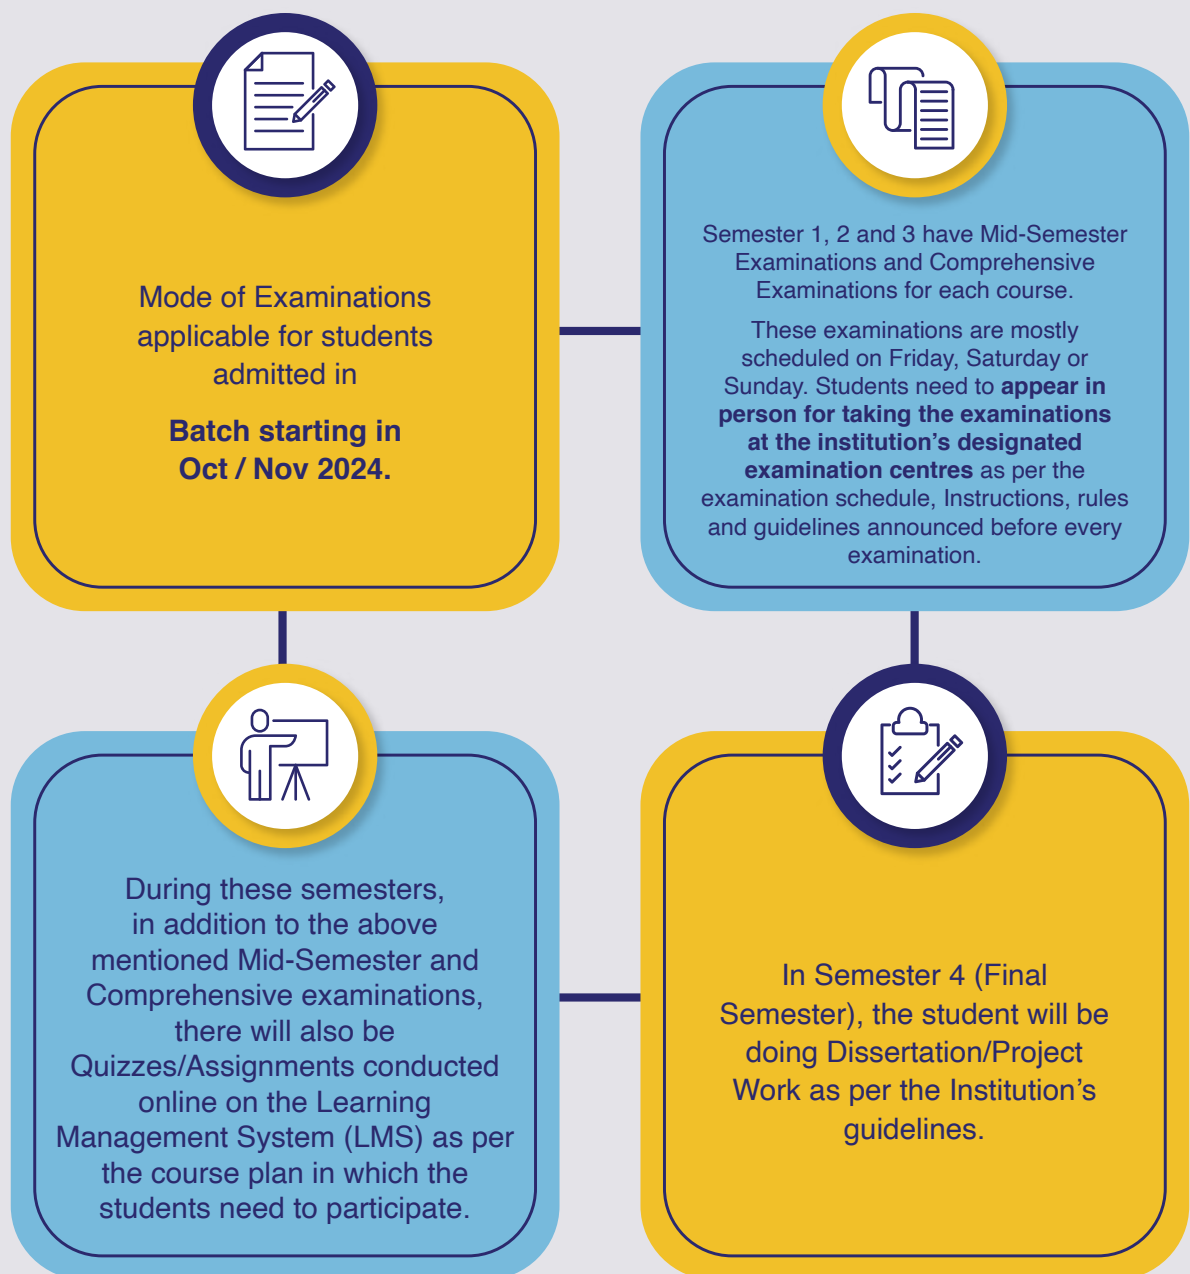 Mode of Examinations
applicable for students
admitted in
Batch starting in
Oct / Nov 2024.
Semester 1, 2 and 3 have Mid-Semester
Examinations and Comprehensive
Examinations for each course.
These examinations are mostly
scheduled on Friday, Saturday or
Sunday. Students need to appear in
person for taking the examinations
at the institution’s designated
examination centres as per the
examination schedule, Instructions, rules
and guidelines announced before every
examination.
During these semesters,
in addition to the above
mentioned Mid-Semester and
Comprehensive examinations,
there will also be
Quizzes/Assignments conducted
online on the Learning
Management System (LMS) as per
the course plan in which the
students need to participate.
In Semester 4 (Final
Semester), the student will be
doing Dissertation/Project
Work as per the Institution’s
guidelines.